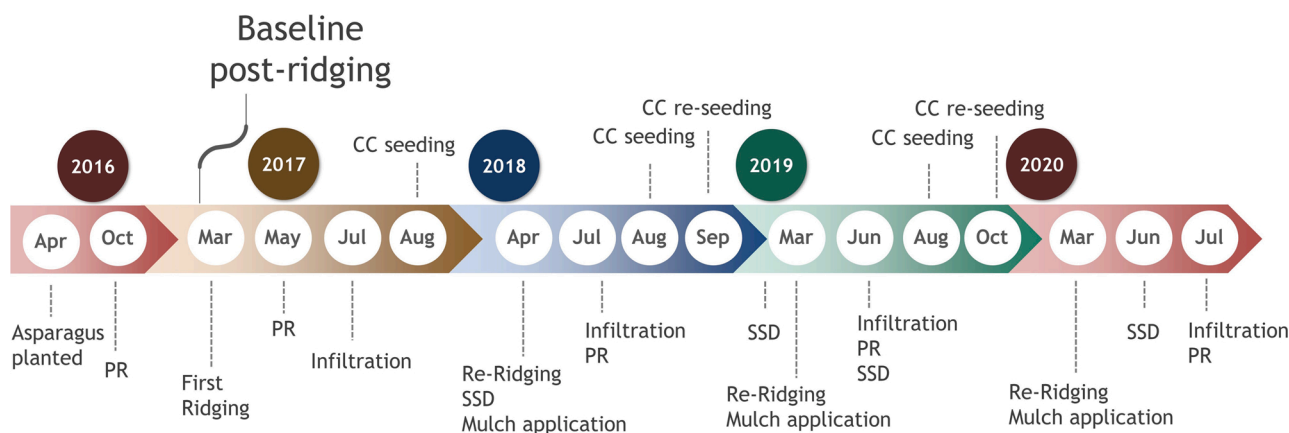 Baseline
post-ridging
CC re-seeding
CC re-seeding
CC seeding
CC seeding
CC seeding
2016
2017
2018
2019
2020
Apr
Oct
Mar
May
Jul
Aug
Apr
Jul
Aug
Sep
Mar
Jun
Aug
Oct
Mar
Jun
Jul
Asparagus
planted
PR
First
Ridging
PR
Infiltration
Re-Ridging
SSD
Mulch application
Infiltration
PR
SSD
Re-Ridging
Mulch application
Infiltration
PR
SSD
Re-Ridging
Mulch application
SSD
Infiltration
PR